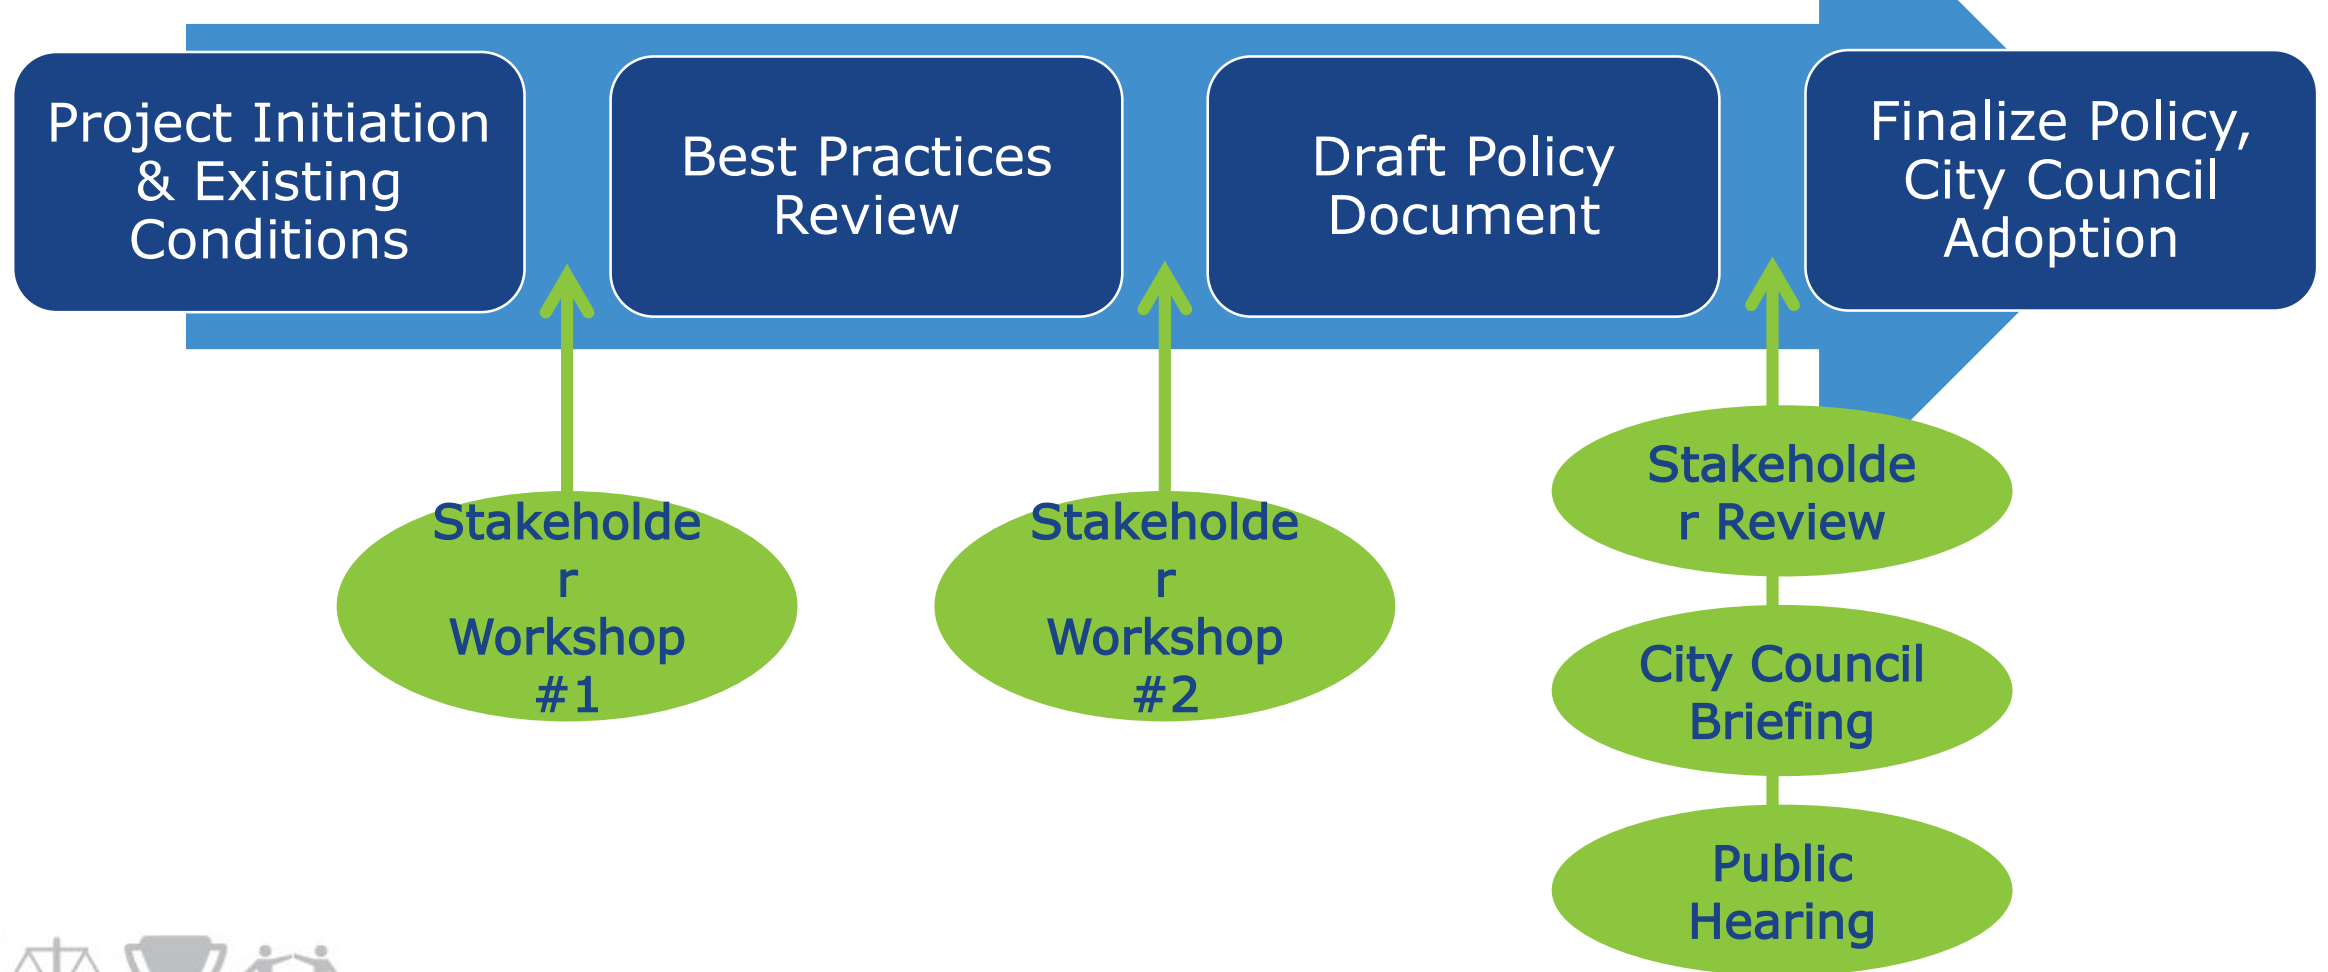 Project Initiation
& Existing
Conditions
Best Practices
Review
Draft Policy
Document
Finalize Policy,
City Council
Adoption
Stakeholde
r
Workshop
#1
Stakeholde
r
Workshop
#2
Stakeholde
r Review
City Council
Briefing
Public
Hearing